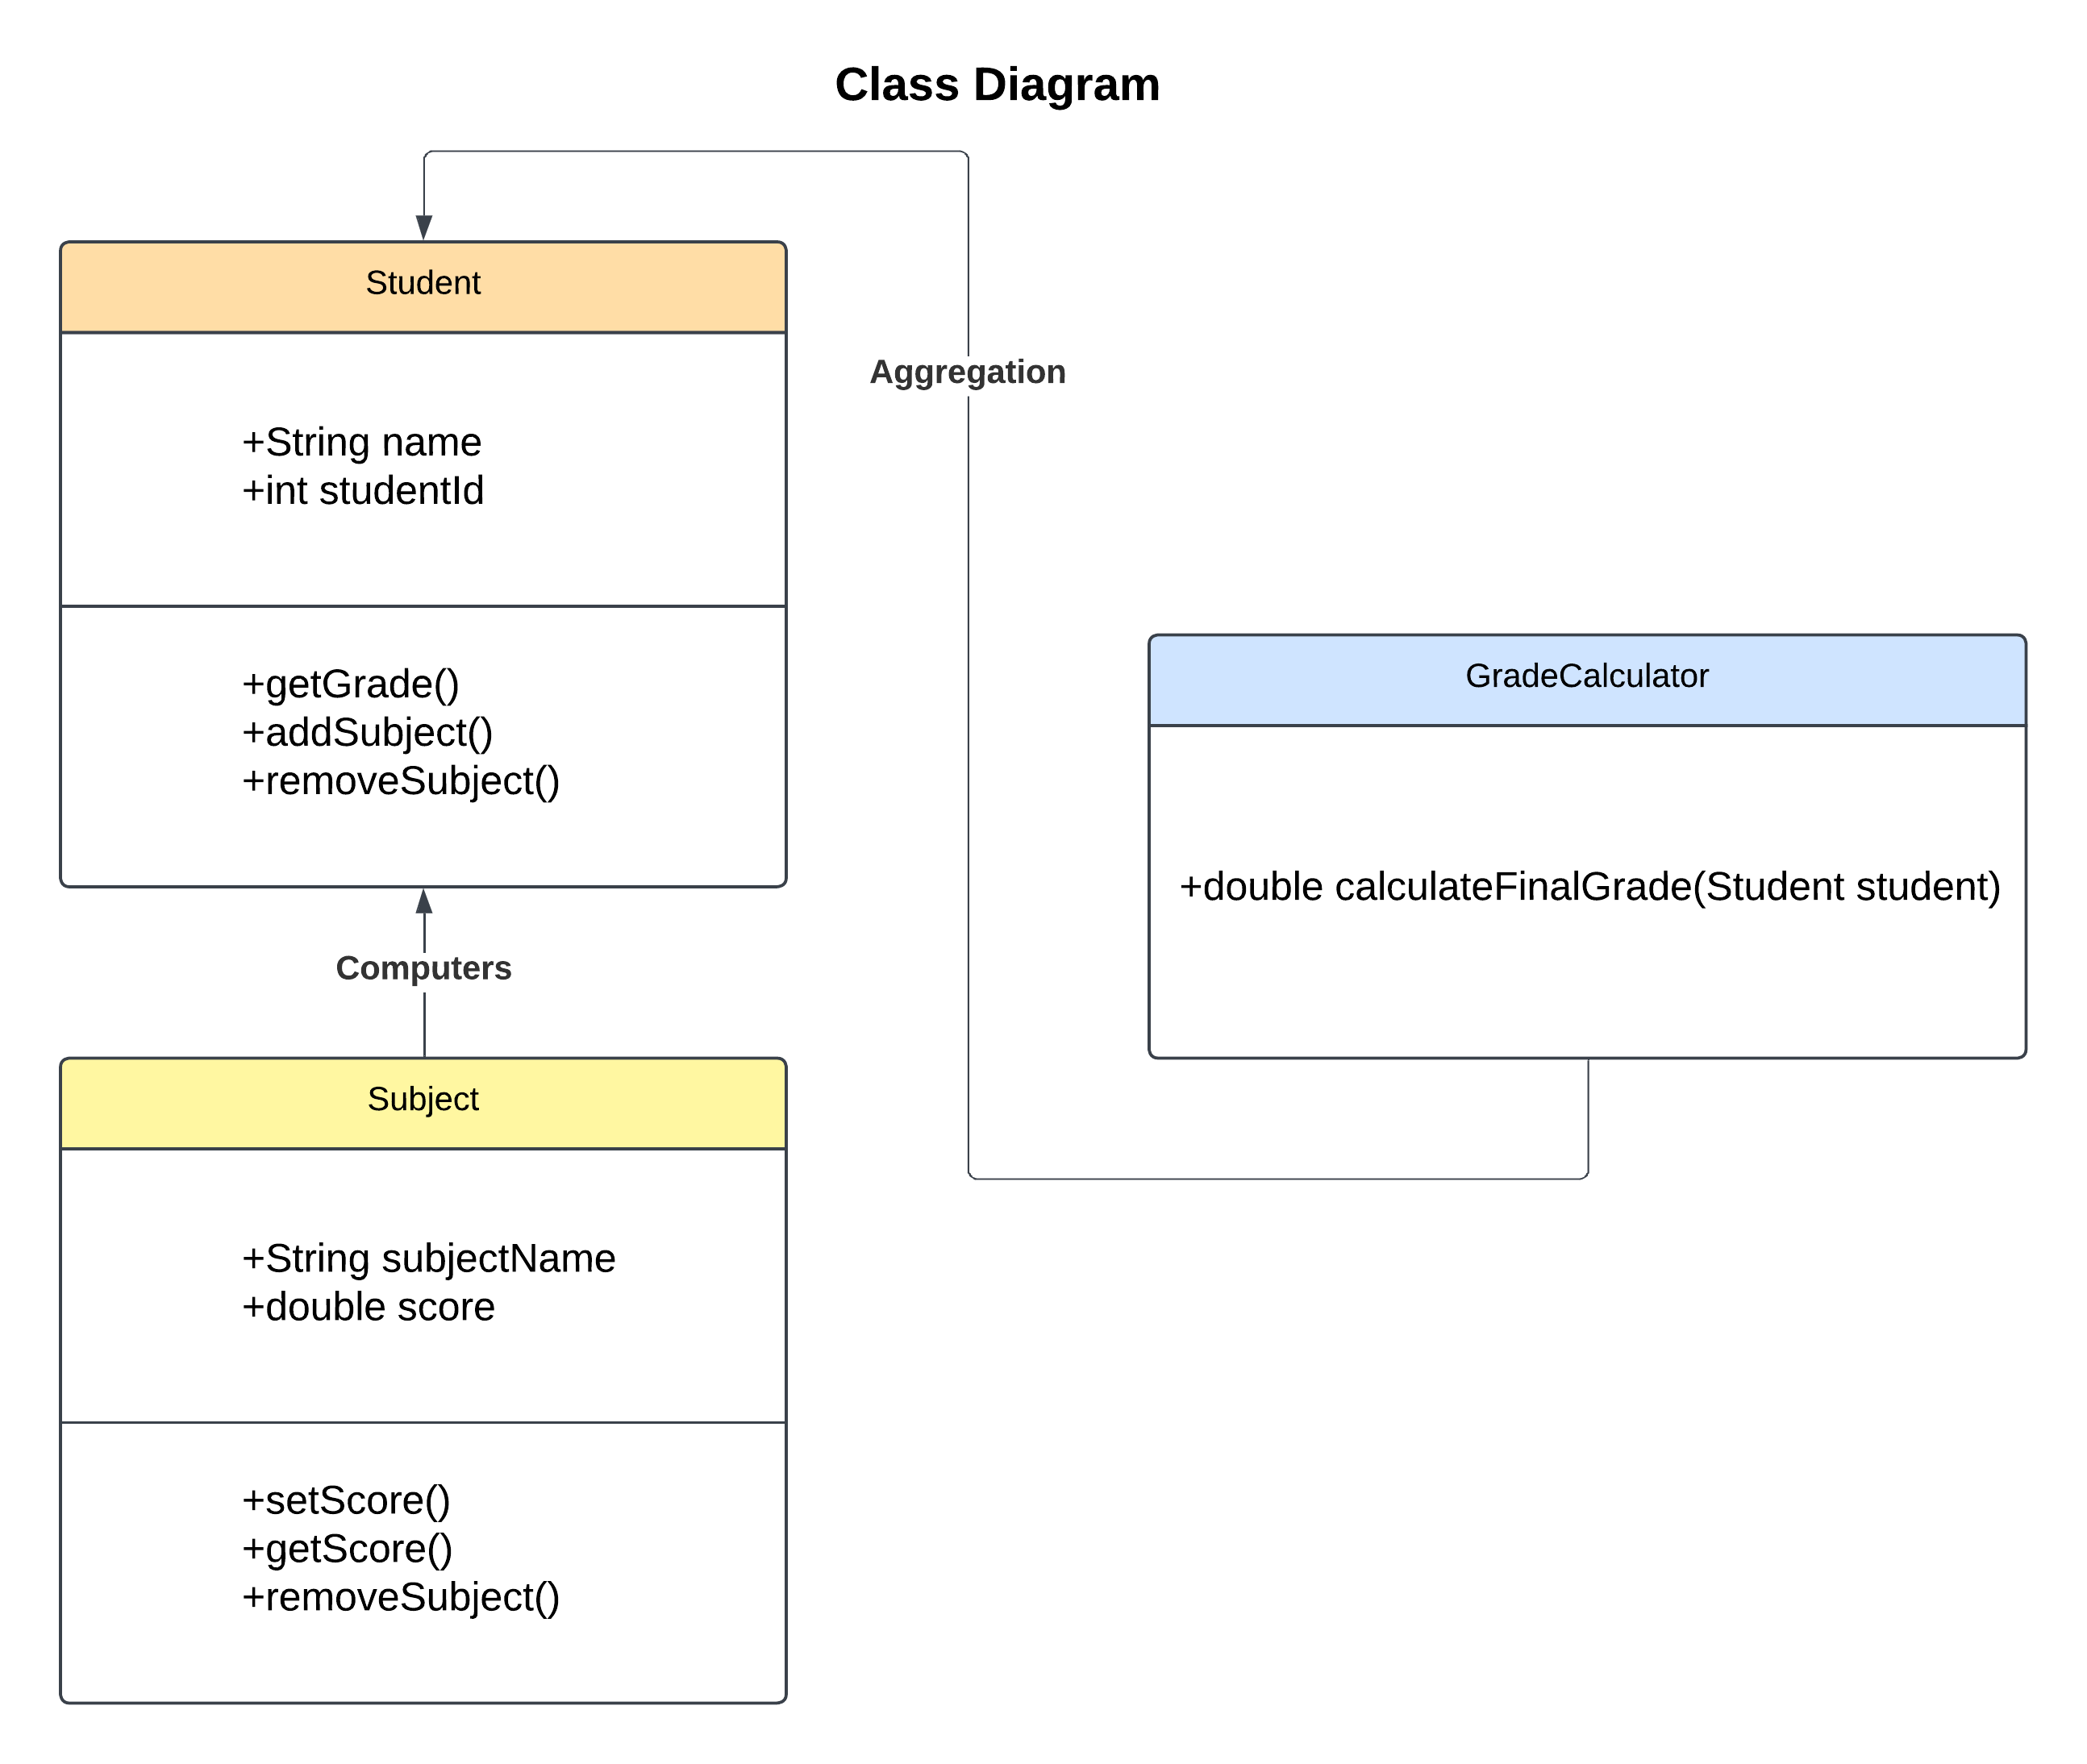 Class Diagram
Student
+String name
+int studentId
+getGrade()
+addSubject()
+removeSubject()
Aggregation
GradeCalculator
+double calculateFinalGrade(Student student)
Computers
Subject
+String subjectName
+double score
+setScore()
+getScore()
+removeSubject()